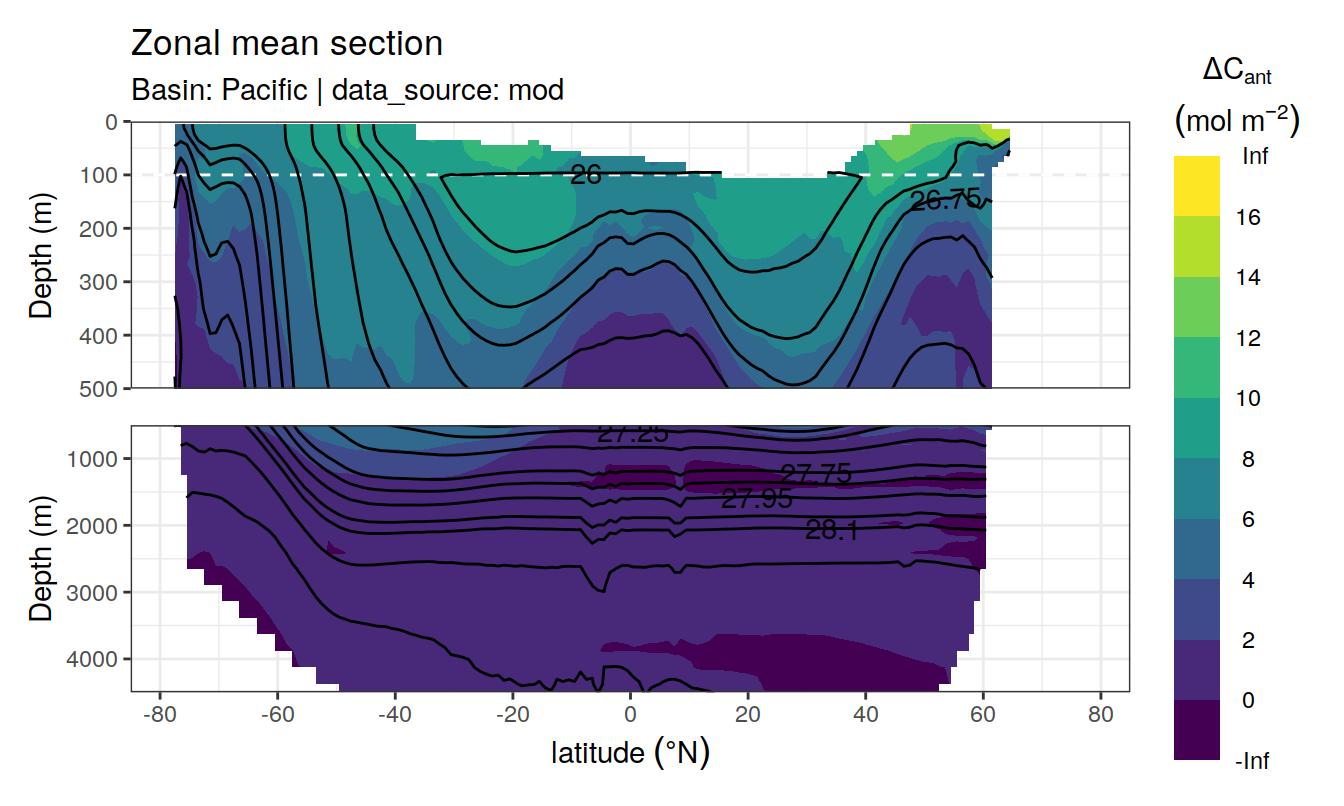 Zonal mean section
Basin: Pacific | data_source: mod
ΔCant
(mol m−2)
Inf
16
14
12
10
8
6
4
2
0
-Inf
Depth (m)
0
100
200
300
400
500
26
26.75
Depth (m)
1000
2000
3000
4000
27.25
27.75
27.95
28.1
-80 -60 -40 -20 0 20 40 60 80
latitude (°N)